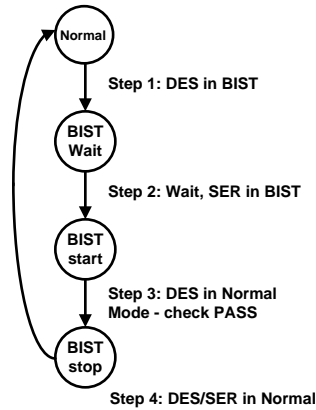 Normal
Step 1: DES in BIST
BIST
Wait
Step 2: Wait, SER in BIST
BIST
start
Step 3: DES in Normal
Mode - check PASS
BIST
stop
Step 4: DES/SER in Normal